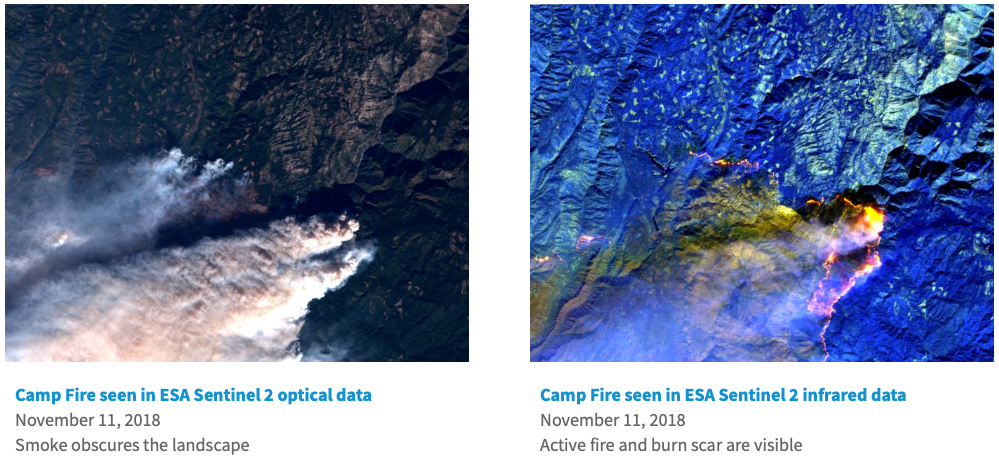 Camp Fire seen in ESA Sentinel 2 optical data
November 11, 2018
Smoke obscures the landscape
Camp Fire seen in ESA Sentinel 2 infrared data
November 11, 2018
Active fire and burn scar are visible